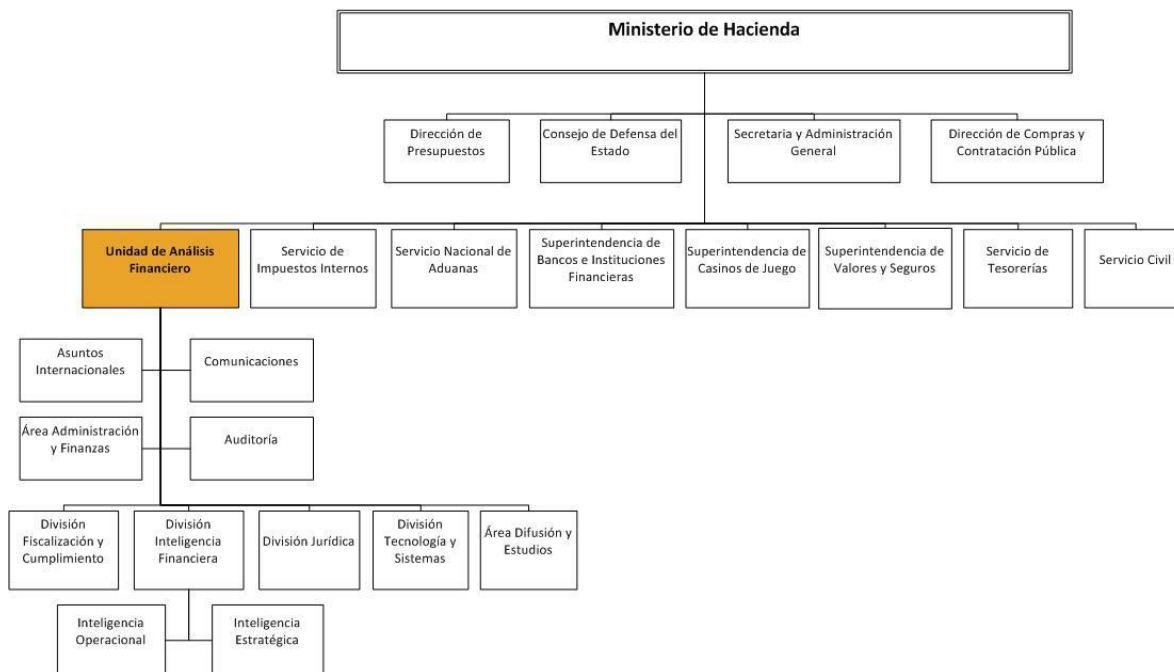 Ministerio de Hacienda
Dirección de
Presupuestos
Consejo de Defensa del
Estado
Secretaria y Administración
General
Dirección de Compras y
Contratación Pública
Unidad de Análisis
Financiero
Servicio de
Impuestos Internos
Servicio Nacional de
Aduanas
Superintendencia de
Bancos e Instituciones
Financieras
Superintendencia de
Casinos de Juego
Superintendencia de
Valores y Seguros
Servicio de
Tesorerías
Servicio Civil
Asuntos
Internacionales
Comunicaciones
Área Administración
y Finanzas
Auditoría
División
Fiscalización y
Cumplimiento
División
Inteligencia
Financiera
División Jurídica
División
Tecnología y
Sistemas
Área Difusión y
Estudios
Inteligencia
Operacional
Inteligencia
Estratégica